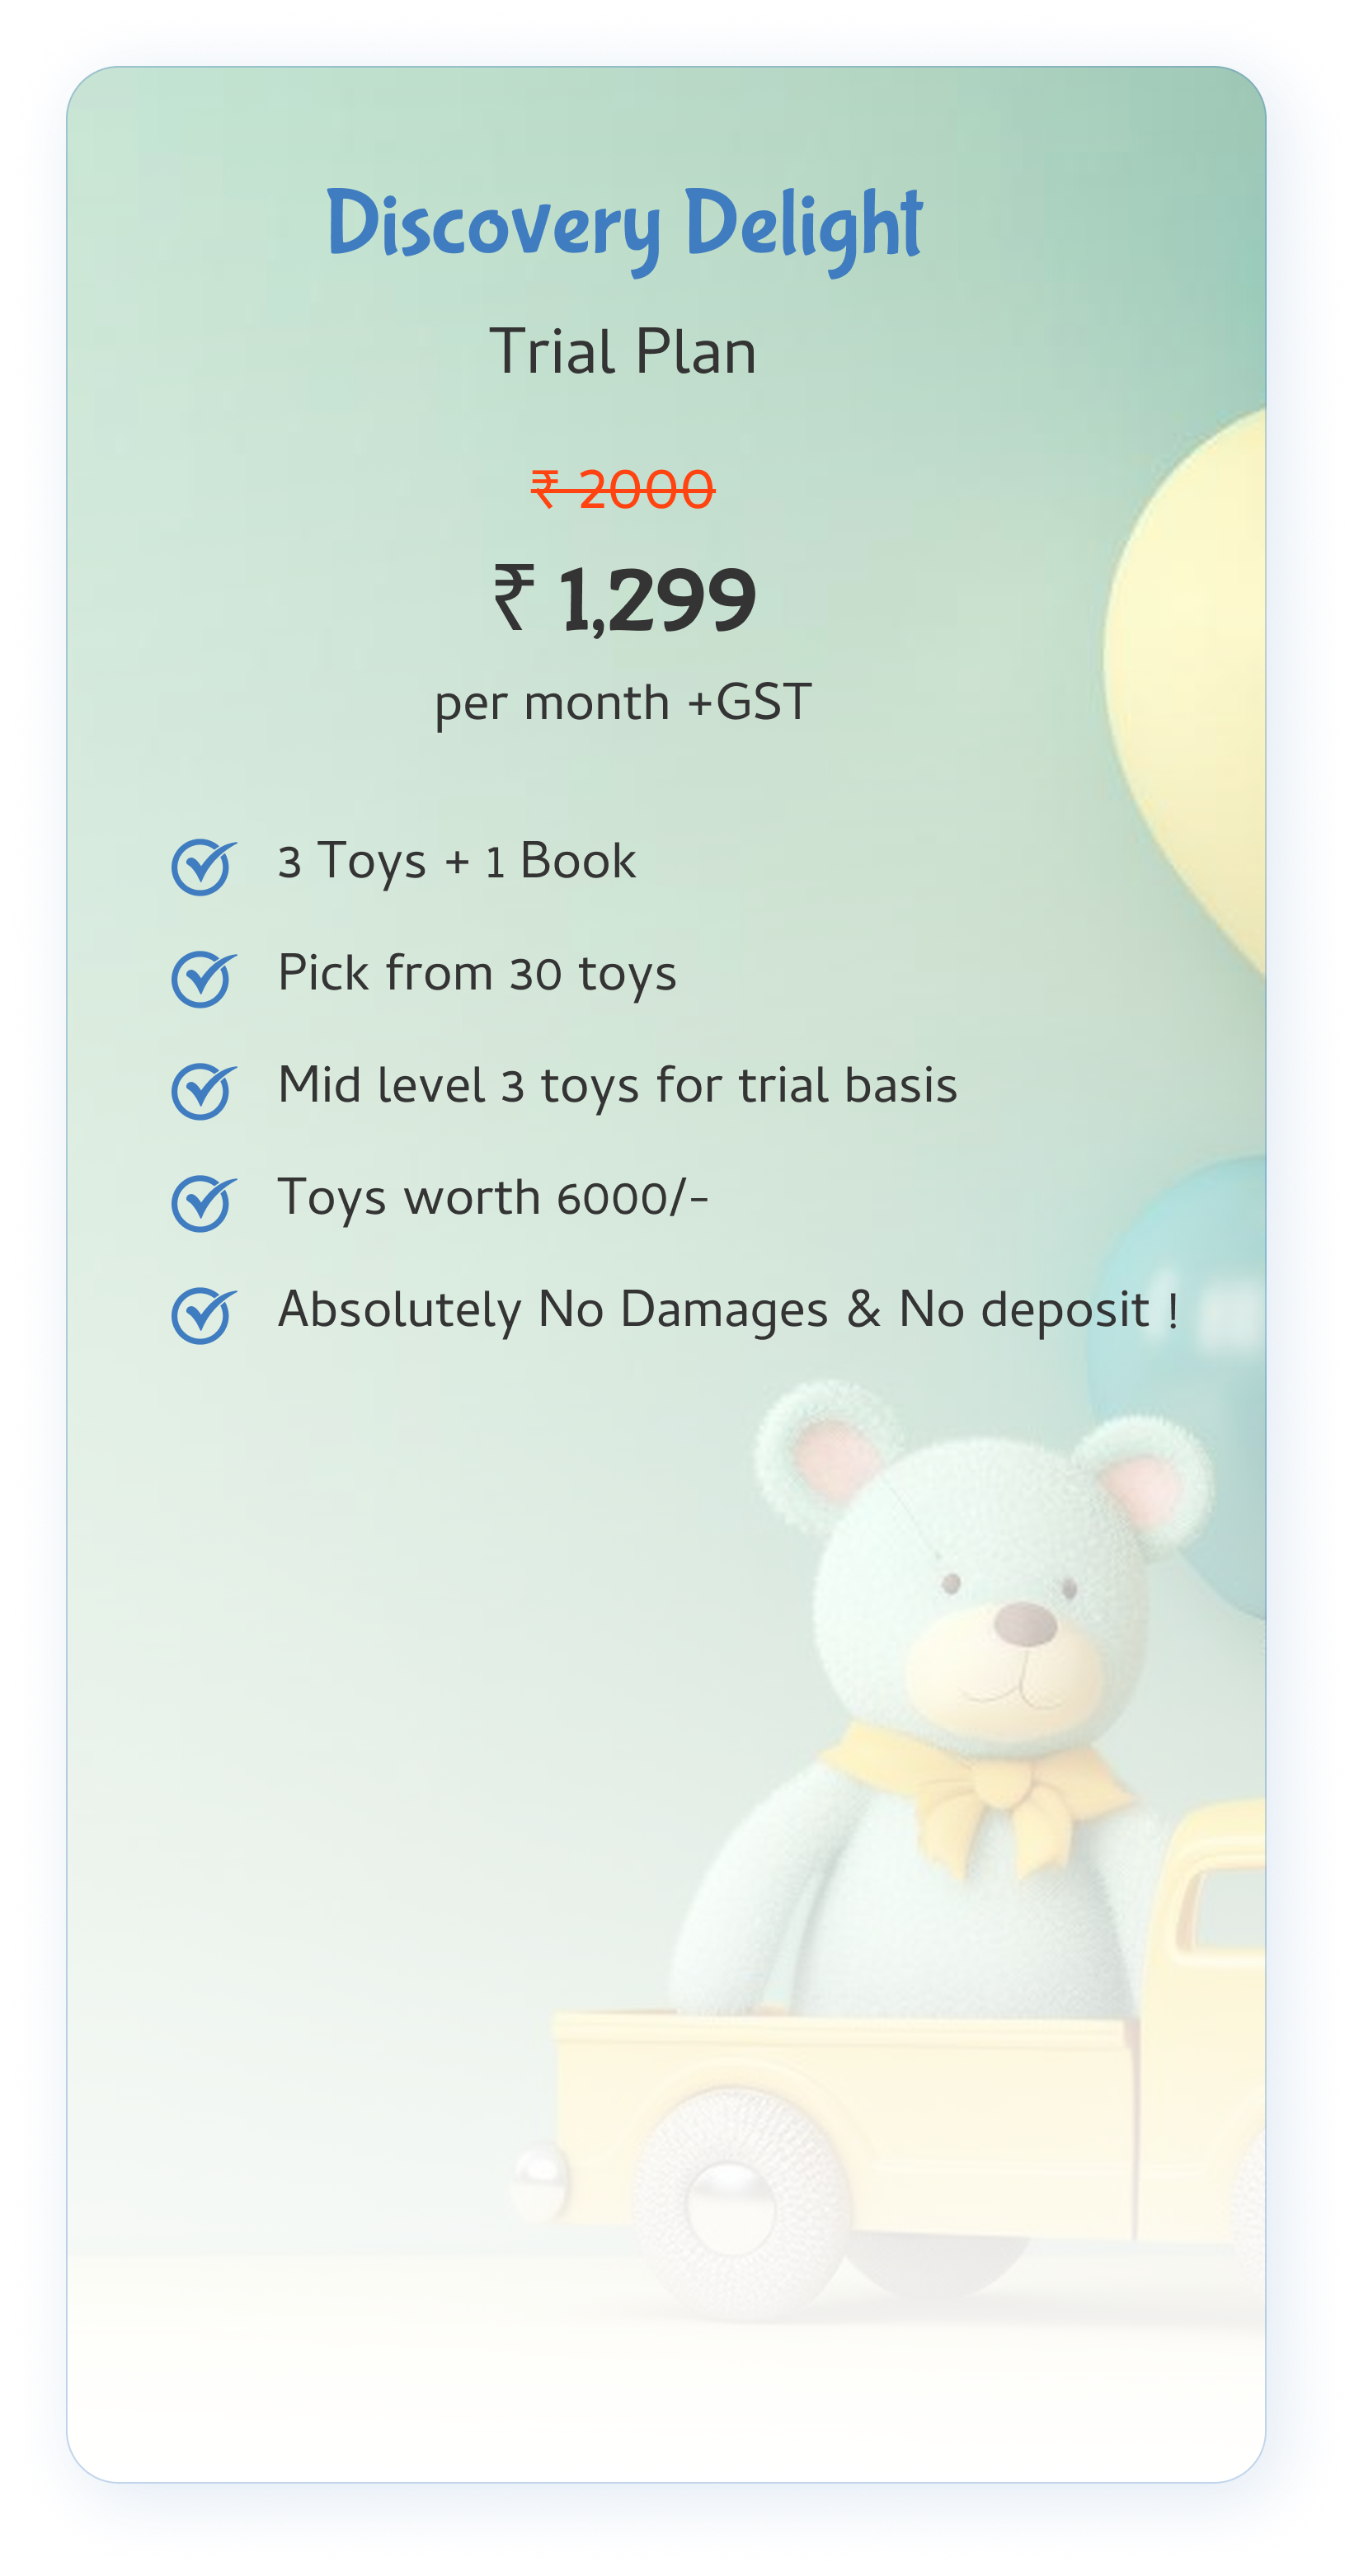 Discovery Delight
Trial Plan
₹ 2000
₹ 1,299
per month +GST
3 Toys + 1 Book
Pick from 30 toys
Mid level 3 toys for trial basis
Toys worth 6000/-
Absolutely No Damages & No deposit !